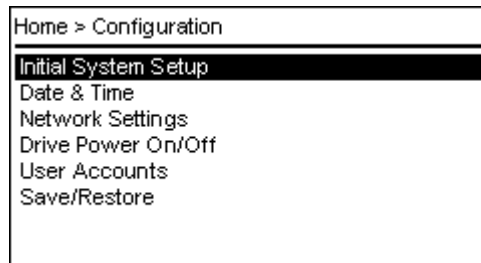 Home > Configuration
Initial System Setup
Date & Time
Network Settings
Drive Power On/Off
User Accounts
Save/Restore